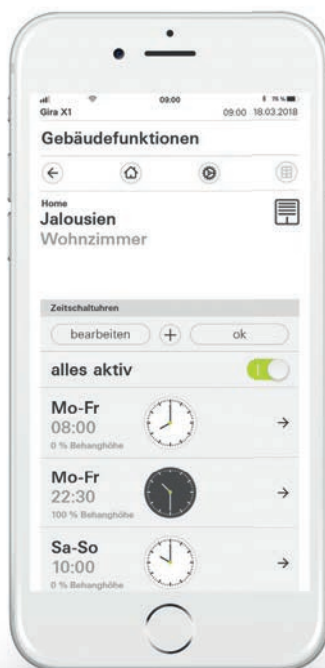 09:00 75 %
Gira X1 09:00 18.03.2018
Gebäudefunktionen
Home
Jalousien
Wohnzimmer
Zeitschaltuhren
bearbeiten + ok
alles aktiv
Mo-Fr
08:00
0 % Behanghöhe
Mo-Fr
22:30
100 % Behanghöhe
Sa-So
10:00
0 % Behanghöhe